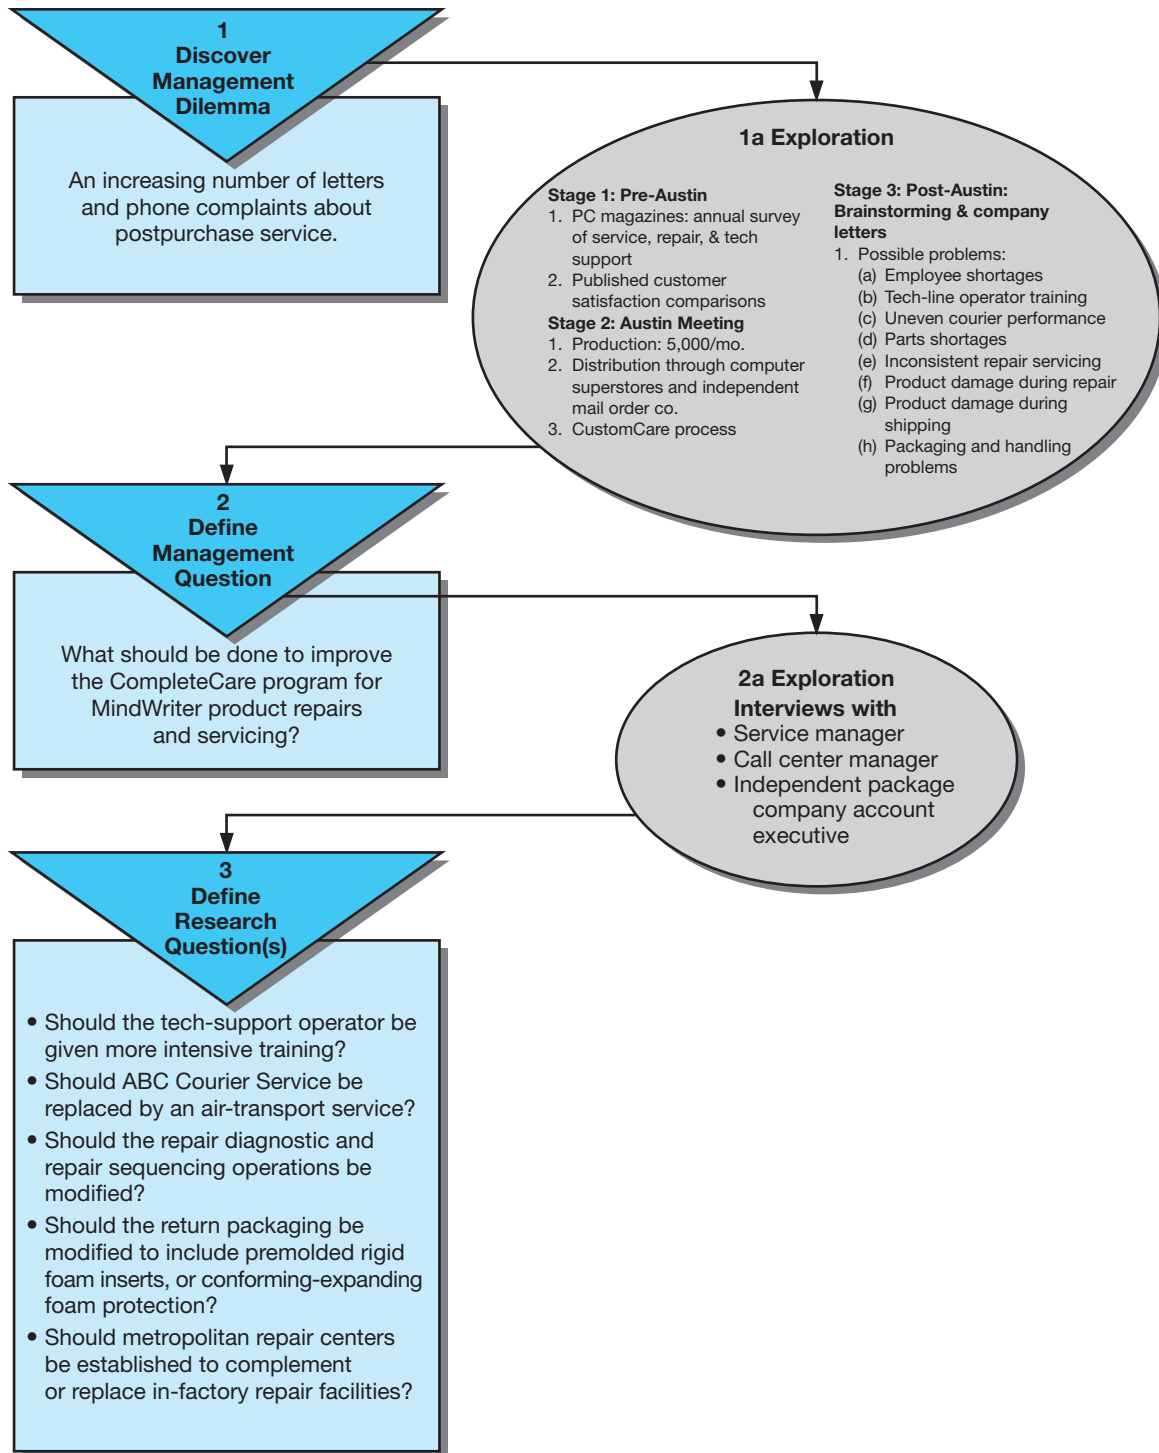 1
Discover
Management
Dilemma
An increasing number of letters
and phone complaints about
postpurchase service.
1a Exploration
Stage 1: Pre-Austin
1. PC magazines: annual survey
of service, repair, & tech
support
2. Published customer
satisfaction comparisons
Stage 2: Austin Meeting
1. Production: 5,000/mo.
2. Distribution through computer
superstores and independent
mail order co.
3. CustomCare process
Stage 3: Post-Austin:
Brainstorming & company
letters
1. Possible problems:
(a) Employee shortages
(b) Tech-line operator training
(c) Uneven courier performance
(d) Parts shortages
(e) Inconsistent repair servicing
(f) Product damage during repair
(g) Product damage during
shipping
(h) Packaging and handling
problems
2
Define
Management
Question
What should be done to improve
the CompleteCare program for
MindWriter product repairs
and servicing?
2a Exploration
Interviews with
• Service manager
• Call center manager
• Independent package
company account
executive
3
Define
Research
Question(s)
• Should the tech-support operator be
given more intensive training?
• Should ABC Courier Service be
replaced by an air-transport service?
• Should the repair diagnostic and
repair sequencing operations be
modified?
• Should the return packaging be
modified to include premolded rigid
foam inserts, or conforming-expanding
foam protection?
• Should metropolitan repair centers
be established to complement
or replace in-factory repair facilities?